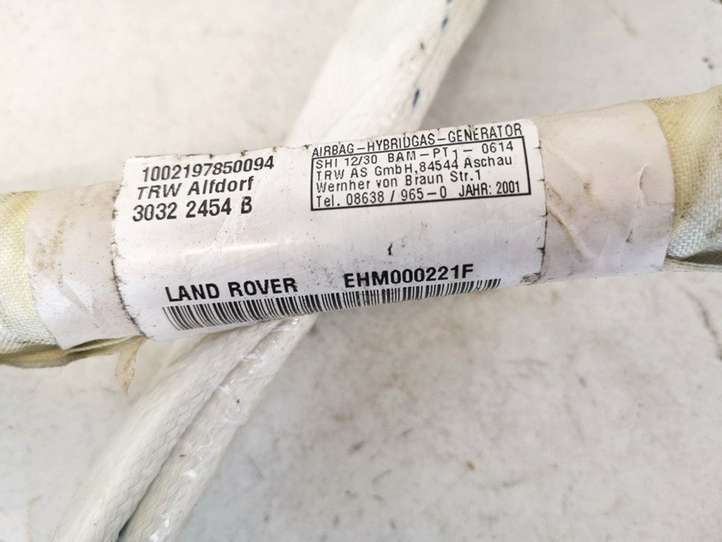 1002197850094
TRW Alfdorf
3032 2454 B
AIRBAG-HYBRIDGAS-GENERATOR
SHI 12/30 BAM-PT1-0614
TRW AS GmbH,84544 Aschau
Wernher von Braun Str.1
Tel. 08638/965-0 JAHR: 2001
LAND ROVER EHM000221F